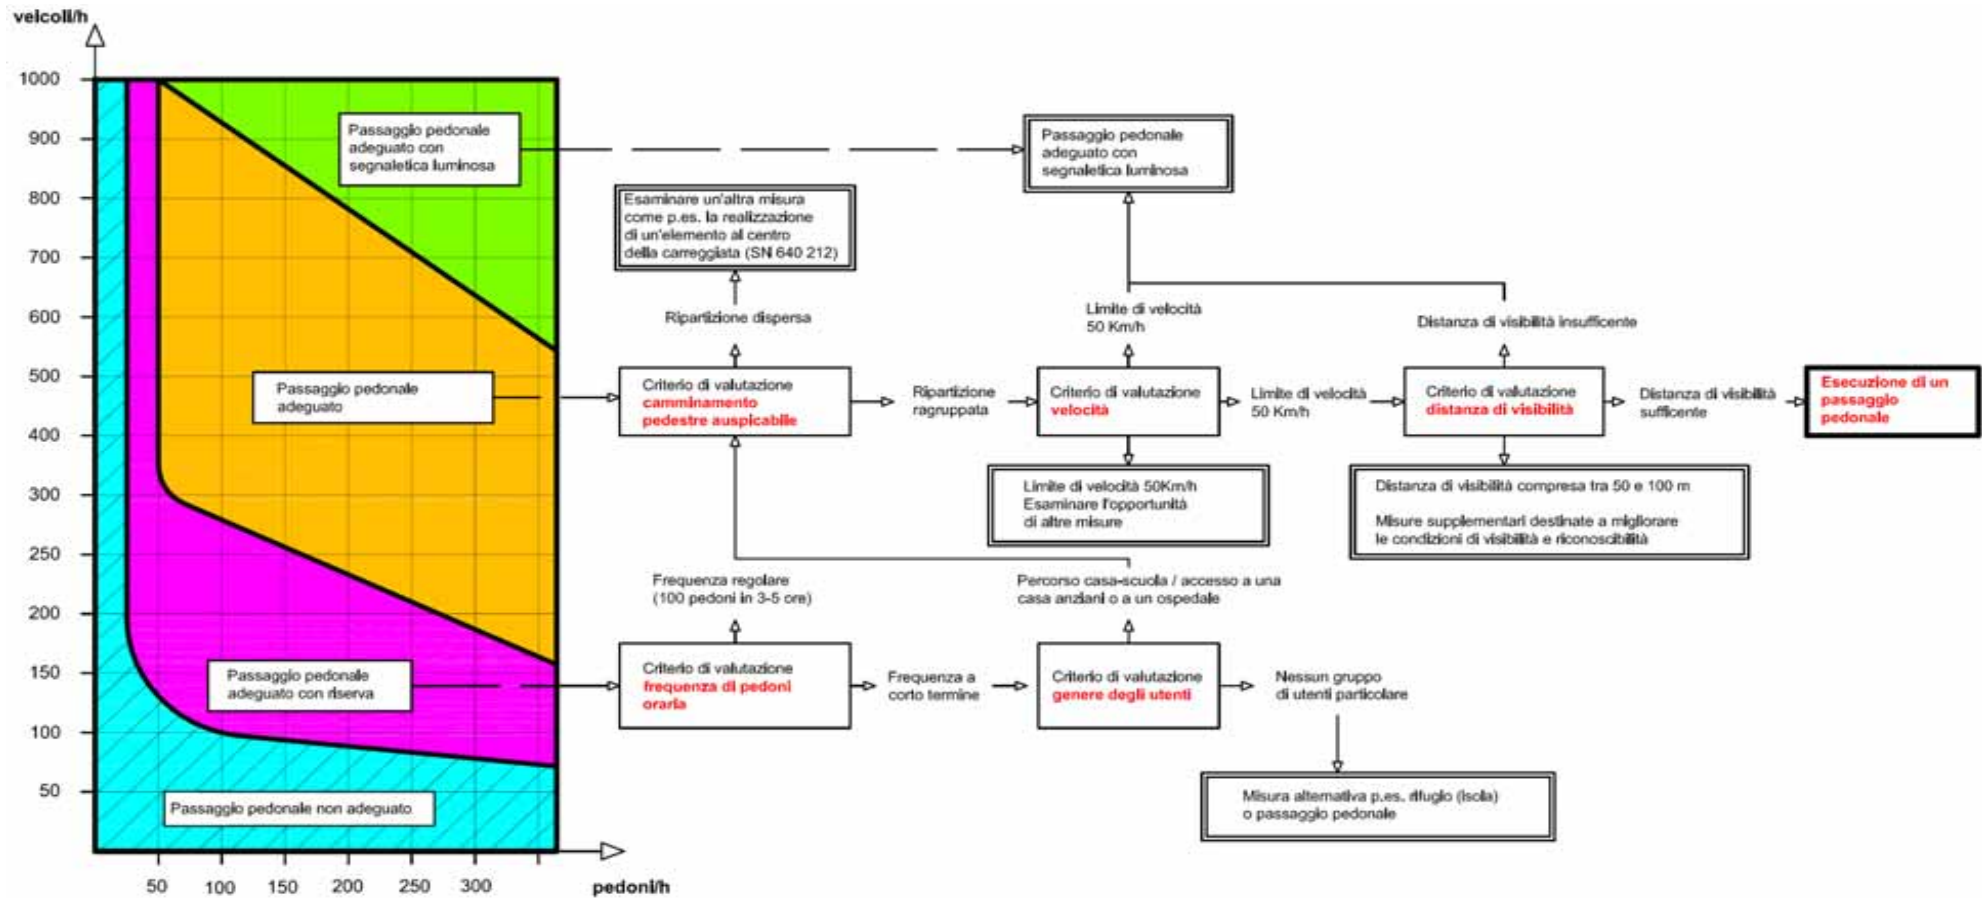 veicoli/h
1000
900
800
700
600
500
400
300
250
200
150
100
50
50
100
150
200
250
300
pedoni/h
Passaggio pedonale
adeguato con
segnaletica luminosa
Passaggio pedonale
adeguato
Passaggio pedonale
adeguato con riserva
Passaggio pedonale non adeguato
Passaggio pedonale
adeguato con
segnaletica luminosa
Esaminare un'altra misura
come p.es. la realizzazione
di un'elemento al centro
della carreggiata (SN 640 212)
Ripartizione dispersa
Limite di velocità
50 Km/h
Distanza di visibilità insufficente
Criterio di valutazione
camminamento
pedestre auspicabile
Ripartizione
ragruppata
Criterio di valutazione
velocità
Limite di velocità
50 Km/h
Criterio di valutazione
distanza di visibilità
Distanza di visibilità
sufficente
Esecuzione di un
passaggio
pedonale
Limite di velocità 50Km/h
Esaminare l'opportunità
di altre misure
Distanza di visibilità compresa tra 50 e 100 m
Misure supplementari destinate a migliorare
le condizioni di visibilità e riconoscibilità
Frequenza regolare
(100 pedoni in 3-5 ore)
Percorso casa-scuola / accesso a una
casa anziani o a un ospedale
Criterio di valutazione
frequenza di pedoni
oraria
Frequenza a
corto termine
Criterio di valutazione
genere degli utenti
Nessun gruppo
di utenti particolare
Misura alternativa p.es. rifugio (isola)
o passaggio pedonale